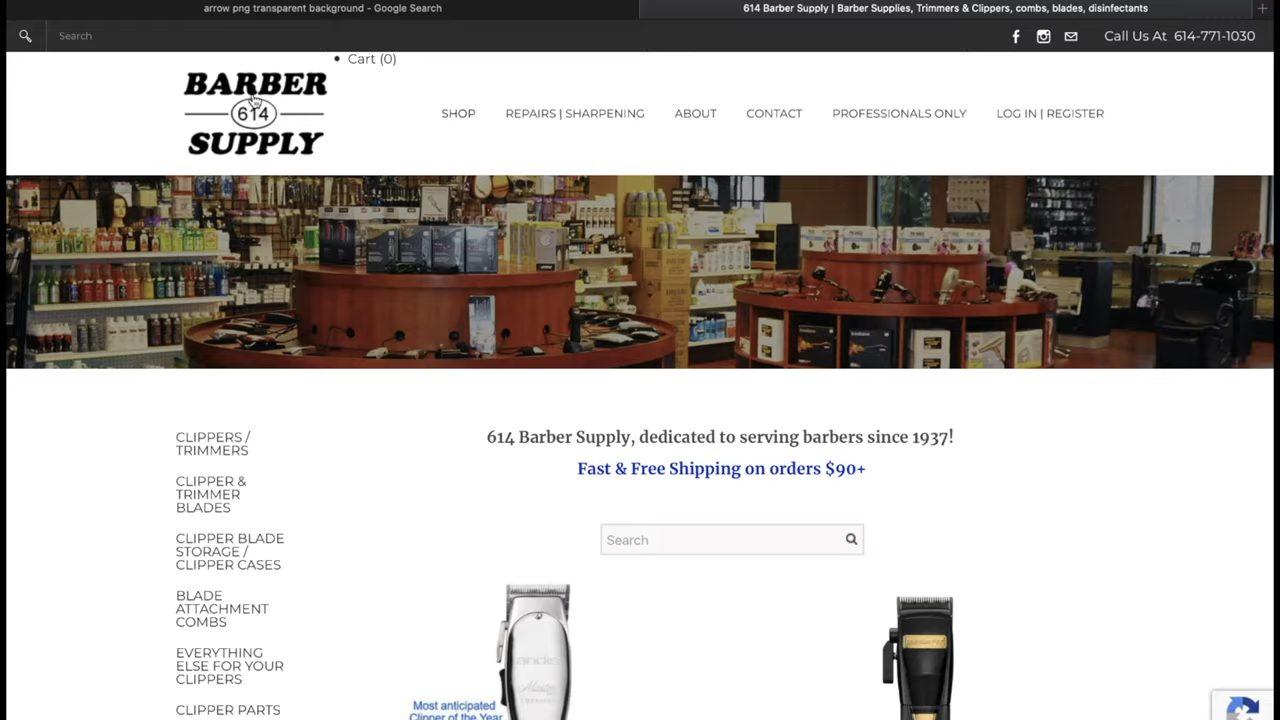 arrow png transparent background - Google Search
614 Barber Supply | Barber Supplies, Trimmers & Clippers, combs, blades, disinfectants
Search
Call Us At 614-771-1030
Cart (0)
BARBER
614
SUPPLY
SHOP
REPAIRS | SHARPENING
ABOUT
CONTACT
PROFESSIONALS ONLY
LOG IN | REGISTER
CLIPPERS /
TRIMMERS
CLIPPER &
TRIMMER
BLADES
CLIPPER BLADE
STORAGE /
CLIPPER CASES
BLADE
ATTACHMENT
COMBS
EVERYTHING
ELSE FOR YOUR
CLIPPERS
CLIPPER PARTS
614 Barber Supply, dedicated to serving barbers since 1937!
Fast & Free Shipping on orders $90+
Search
andis
Master
Most anticipated
Clipper of the Year